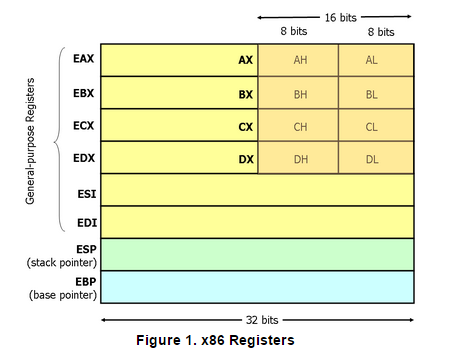 16 bits
8 bits 8 bits
General-purpose Registers
EAX AX AH AL
EBX BX BH BL
ECX CX CH CL
EDX DX DH DL
ESI
EDI
ESP
(stack pointer)
EBP
(base pointer)
32 bits
Figure 1. x86 Registers